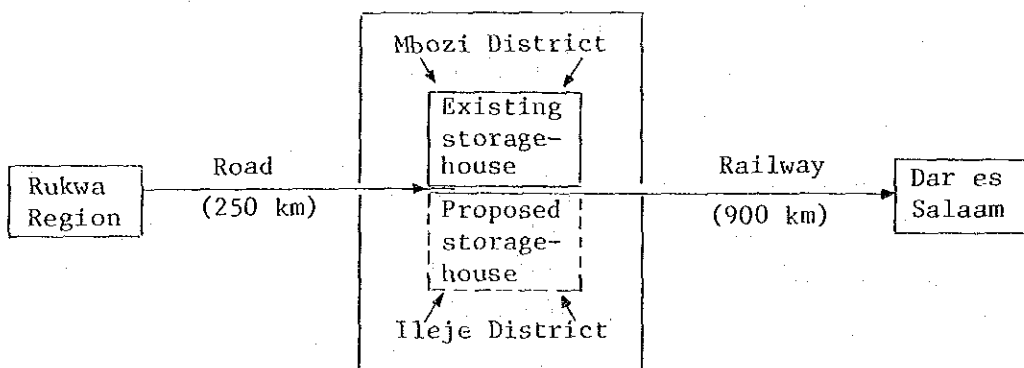 Mbozi District
Existing
storage-
house
Road
Railway
Rukwa
Region
(250 km)
(900 km)
Dar es
Salaam
Proposed
storage-
house
Ileje District